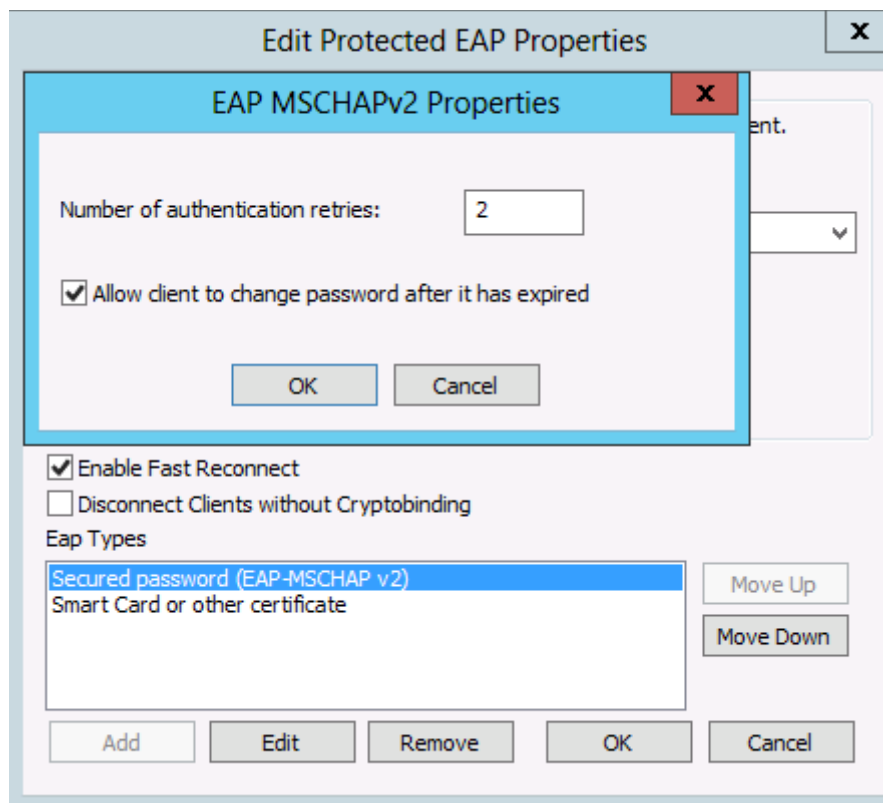 Edit Protected EAP Properties
x
EAP MSCHAPv2 Properties
x
ent.
Number of authentication retries:
2
Allow client to change password after it has expired
OK
Cancel
Enable Fast Reconnect
Disconnect Clients without Cryptobinding
Eap Types
Secured password (EAP-MSCHAP v2)
Smart Card or other certificate
Move Up
Move Down
Add
Edit
Remove
OK
Cancel